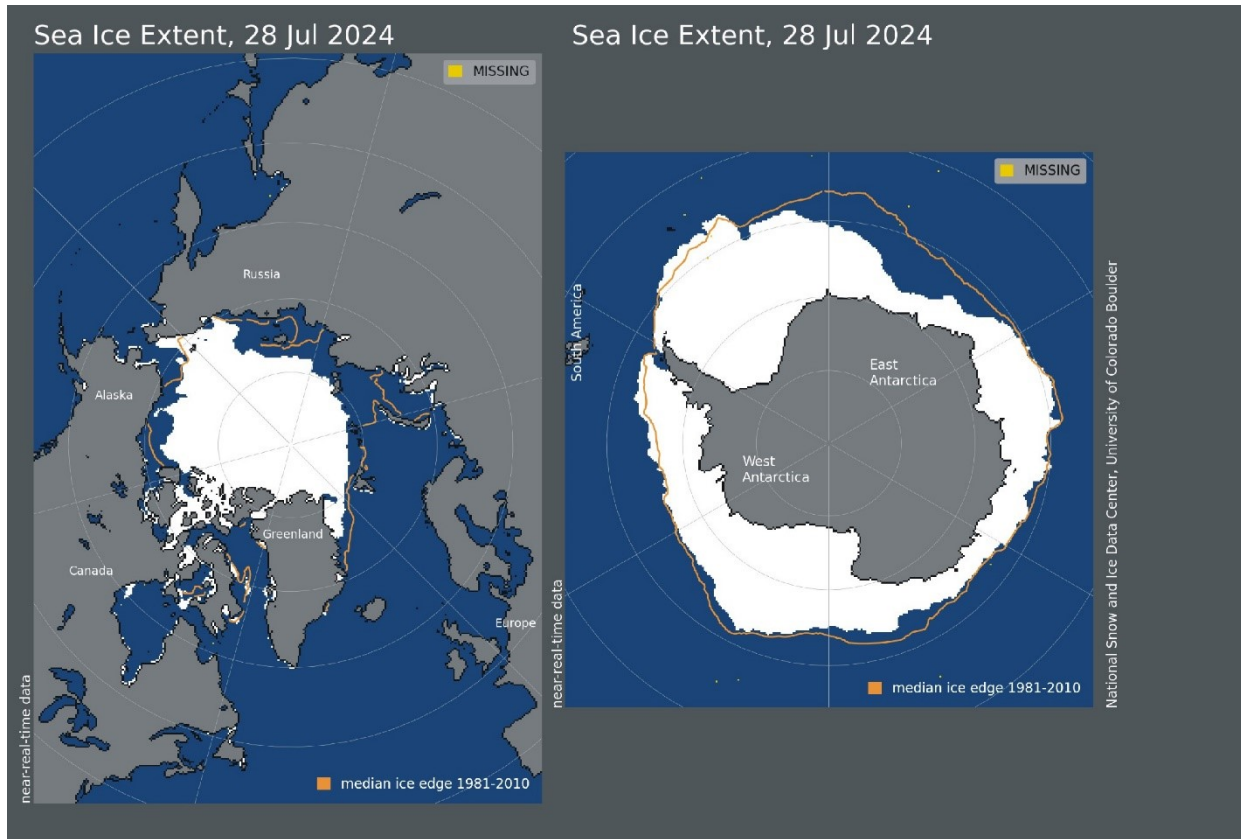 Sea Ice Extent, 28 Jul 2024
MISSING
Russia
Alaska
Greenland
Canada
Europe
near-real-time data
median ice edge 1981-2010
Sea Ice Extent, 28 Jul 2024
MISSING
South America
East
Antarctica
West
Antarctica
near-real-time data
median ice edge 1981-2010
National Snow and Ice Data Center, University of Colorado Boulder